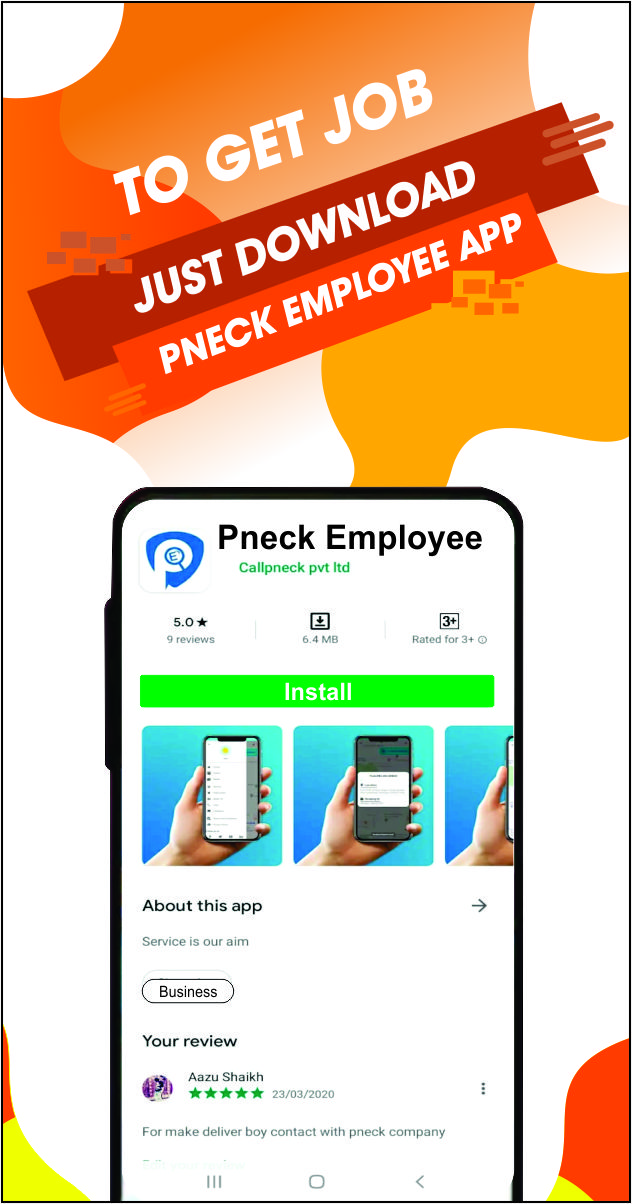 TO GET JOB
JUST DOWNLOAD
PNECK EMPLOYEE APP
Pneck Employee
Callpneck pvt ltd
E
5.0★
9 reviews
6.4 MB
3+
Rated for 3+
Install
About this app
Service is our aim
Business
Your review
Aazu Shaikh
23/03/2020
For make deliver boy contact with pneck company